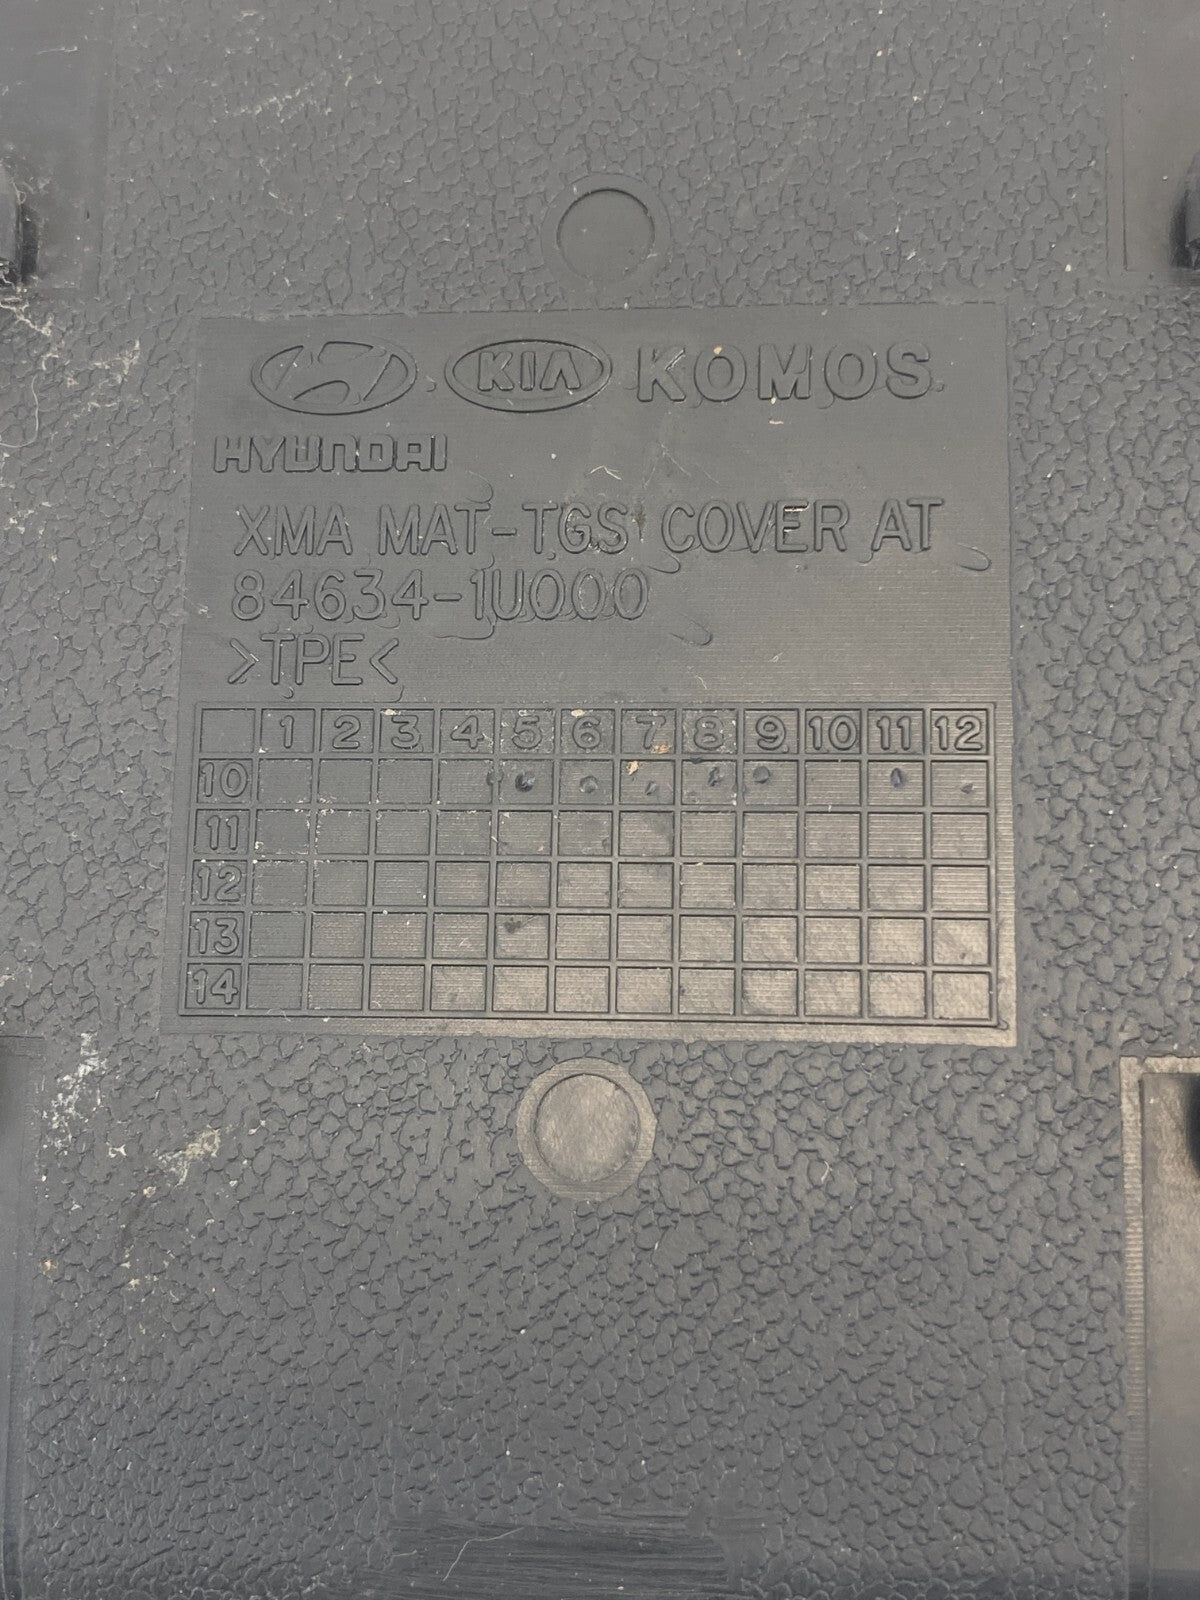 KIA KOMOS
HYUNDAI
XMA MAT-TGS COVER AT
84634-1U000
>TPE<
1 2 3 4 5 6 7 8 9 10 11 12
10
11
12
13
14